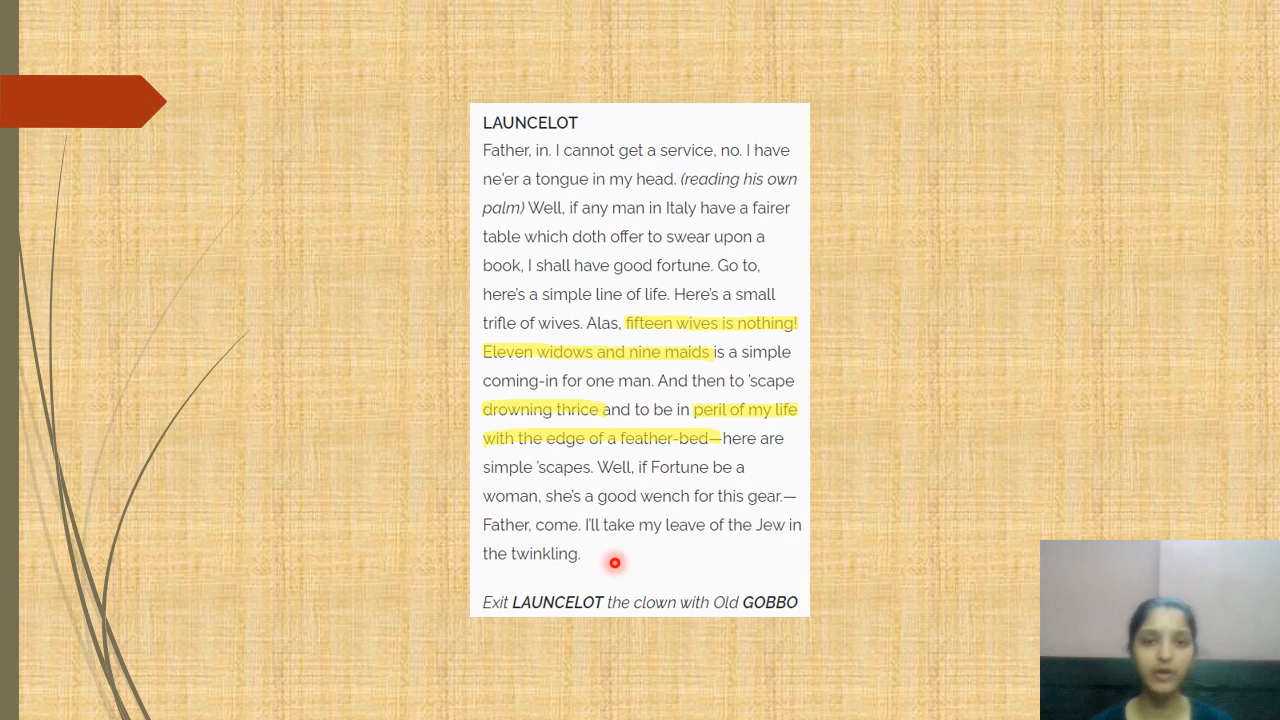 LAUNCELOT
Father, in. I cannot get a service, no. I have
ne'er a tongue in my head. (reading his own
palm) Well, if any man in Italy have a fairer
table which doth offer to swear upon a
book, I shall have good fortune. Go to,
here's a simple line of life. Here's a small
trifle of wives. Alas, fifteen wives is nothing!
Eleven widows and nine maids is a simple
coming-in for one man. And then to 'scape
drowning thrice and to be in peril of my life
with the edge of a feather-bed—here are
simple 'scapes. Well, if Fortune be a
woman, she's a good wench for this gear.—
Father, come. I'll take my leave of the Jew in
the twinkling.
Exit LAUNCELOT the clown with Old GOBBO